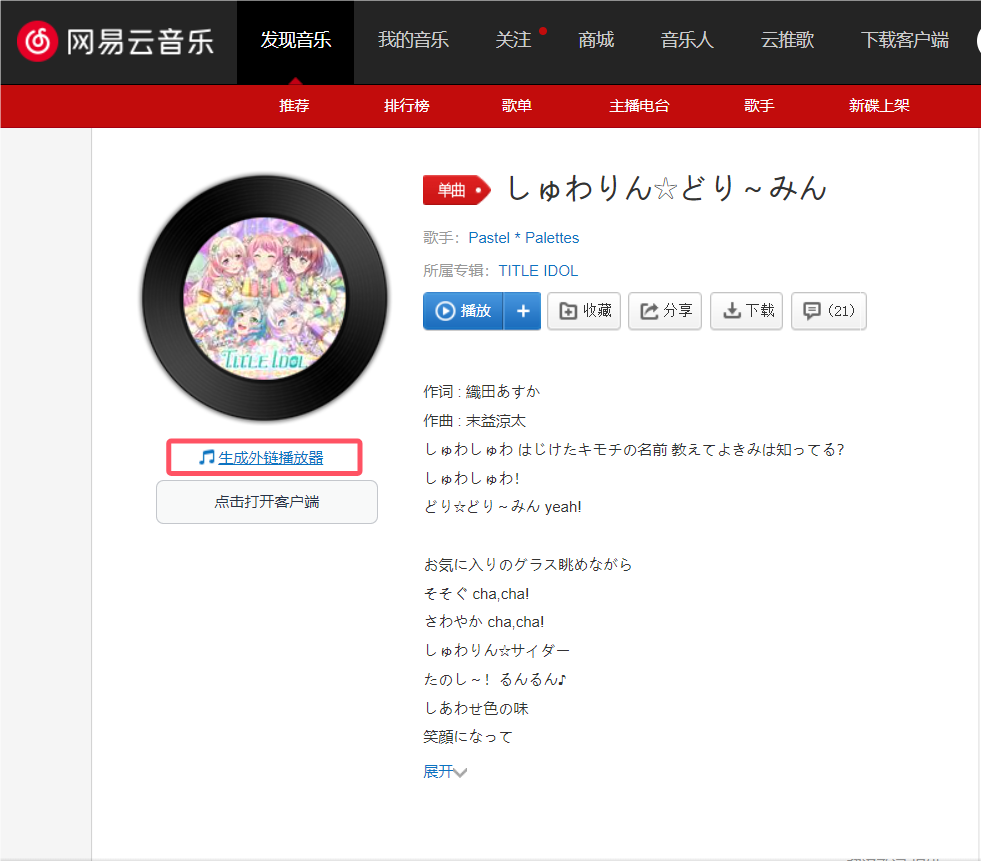 网易云音乐 发现音乐 我的音乐 关注 商城 音乐人 云推歌 下载客户端
推荐 排行榜 歌单 主播电台 歌手 新碟上架
单曲 しゅわりん☆どり～みん
歌手：Pastel * Palettes
所属专辑：TITLE IDOL
播放 + 收藏 分享 下载 (21)
TITLE IDOL
生成外链播放器
点击打开客户端
作词 : 織田あすか
作曲 : 末益涼太
しゅわしゅわ はじけたキモチの名前 教えてよきみは知ってる？
しゅわしゅわ！
どり☆どり～みん yeah!
お気に入りのグラス眺めながら
そそぐ cha,cha!
さわやか cha,cha!
しゅわりん☆サイダー
たのし～！るんるん♪
しあわせ色の味
笑顔になって
展开